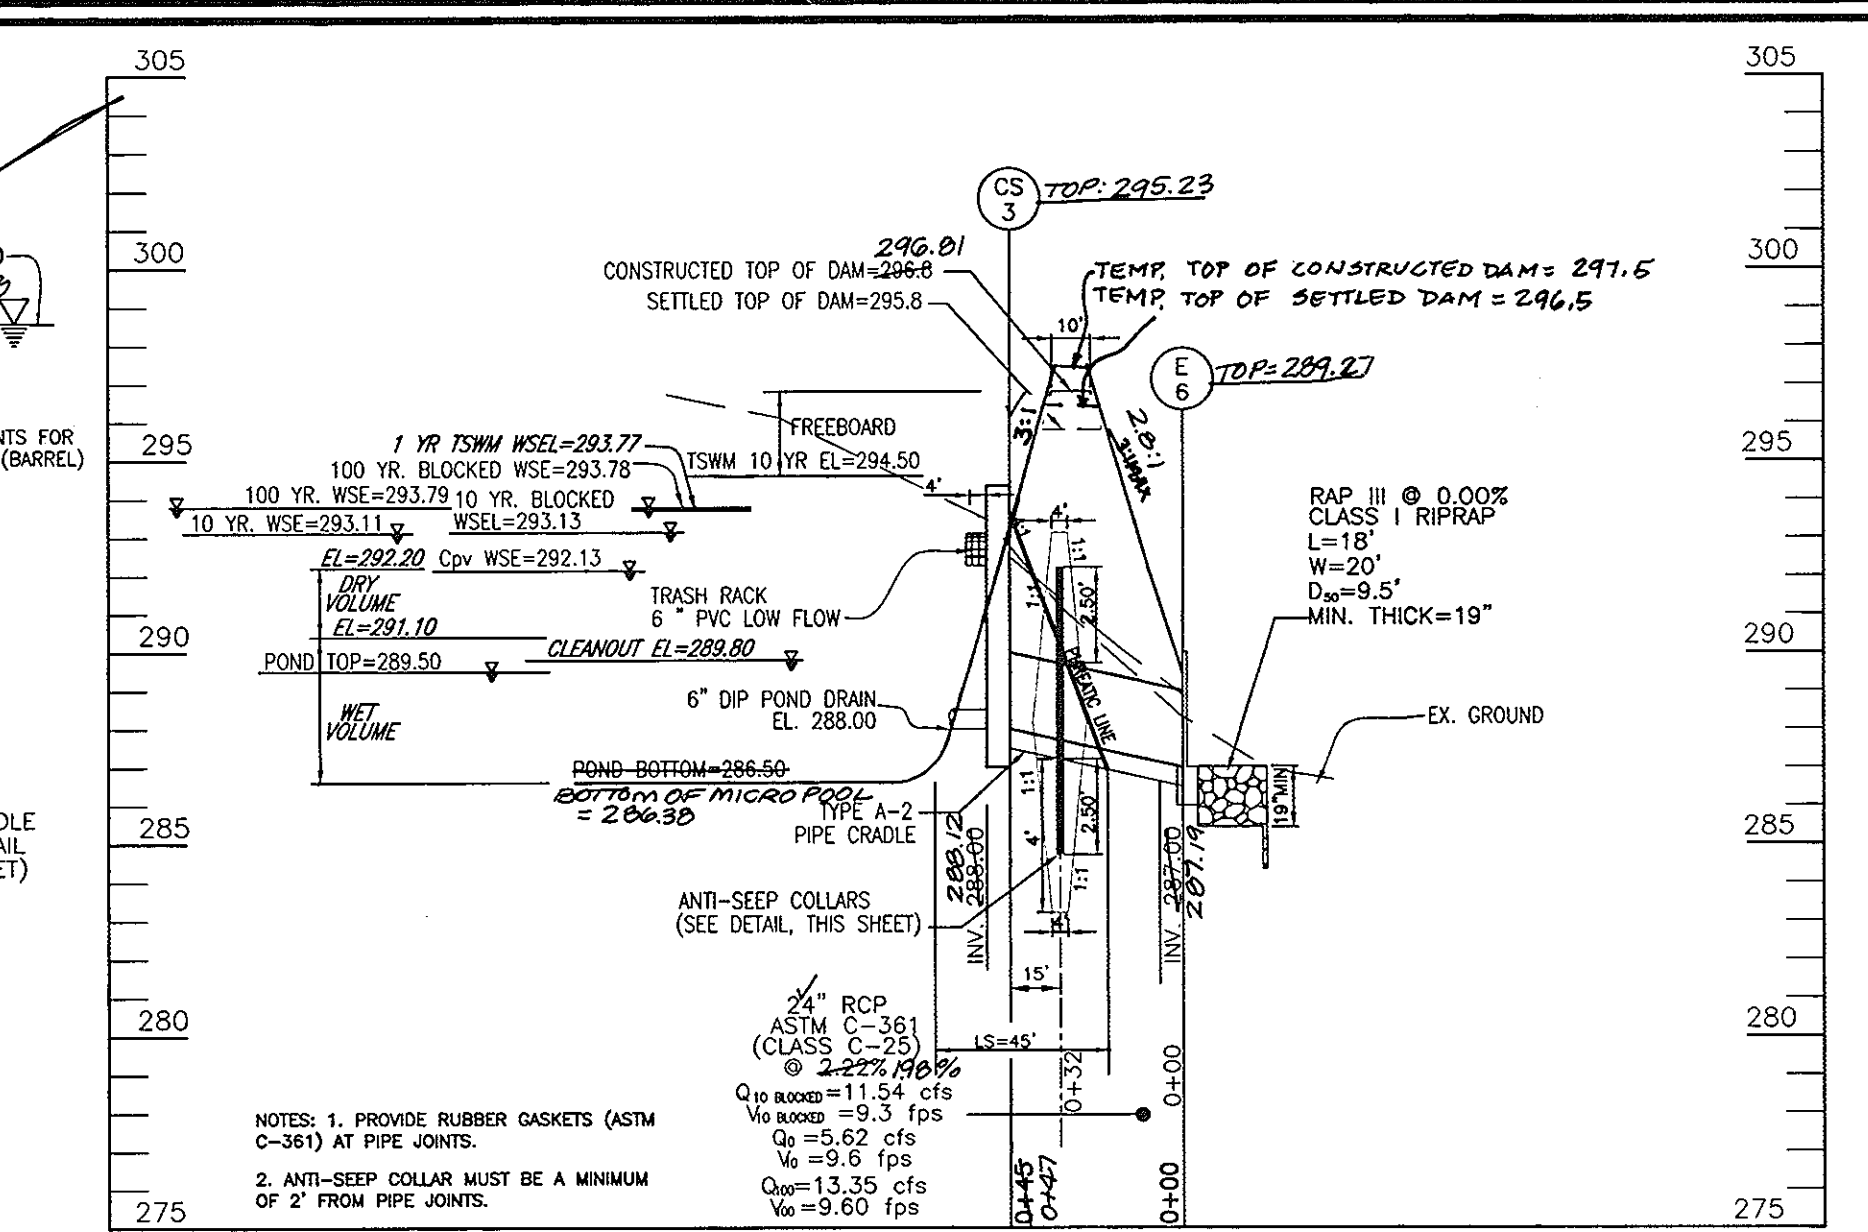 305
305
CS
3
TOP: 295.23
300
300
296.81
CONSTRUCTED TOP OF DAM=296.8
SETTLED TOP OF DAM=295.8
TEMP. TOP OF CONSTRUCTED DAM= 297.5
TEMP. TOP OF SETTLED DAM = 296.5
10'
E
6
TOP=289.27
3:1
2.8:1
3:1MAX
NTS FOR
(BARREL)
295
295
FREEBOARD
1 YR TSWM WSEL=293.77
100 YR. BLOCKED WSE=293.78
TSWM 10 YR EL=294.50
100 YR. WSE=293.79
10 YR. BLOCKED
WSEL=293.13
10 YR. WSE=293.11
4'
4'
EL=292.20
Cpv WSE=292.13
DRY
VOLUME
EL=291.10
TRASH RACK
6 " PVC LOW FLOW
1:1
1:1
2.50'
RAP III @ 0.00%
CLASS I RIPRAP
L=18'
W=20'
D50=9.5'
MIN. THICK=19"
290
290
CLEANOUT EL=289.80
POND TOP=289.50
PHREATIC LINE
6" DIP POND DRAIN
EL. 288.00
WET
VOLUME
EX. GROUND
POND BOTTOM=286.50
BOTTOM OF MICRO POOL
= 286.38
TYPE A-2
PIPE CRADLE
1:1
2.50'
4'
1:1
19"MIN
285
285
DLE
AIL
ET)
288.12
INV. 288.00
INV. 287.00
287.19
ANTI-SEEP COLLARS
(SEE DETAIL, THIS SHEET)
4'
15'
280
280
24" RCP
ASTM C-361
(CLASS C-25)
@ 2.22% 1.98%
LS=45'
0+32
0+00
Q10 BLOCKED=11.54 cfs
V10 BLOCKED =9.3 fps
Q0 =5.62 cfs
V0 =9.6 fps
Q100=13.35 cfs
V100 =9.60 fps
NOTES: 1. PROVIDE RUBBER GASKETS (ASTM
C-361) AT PIPE JOINTS.
2. ANTI-SEEP COLLAR MUST BE A MINIMUM
OF 2' FROM PIPE JOINTS.
0+45
0+47
0+00
275
275